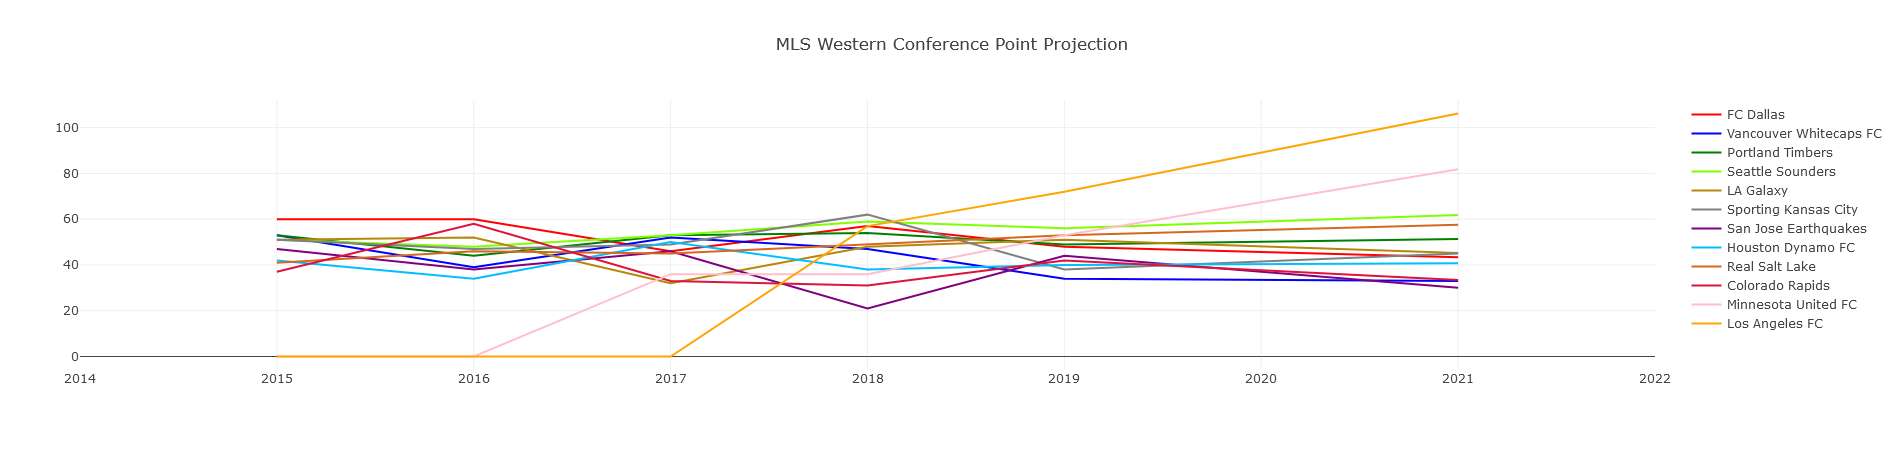 MLS Western Conference Point Projection
100
80
60
40
20
0
2014
2015
2016
2017
2018
2019
2020
2021
2022
FC Dallas
Vancouver Whitecaps FC
Portland Timbers
Seattle Sounders
LA Galaxy
Sporting Kansas City
San Jose Earthquakes
Houston Dynamo FC
Real Salt Lake
Colorado Rapids
Minnesota United FC
Los Angeles FC